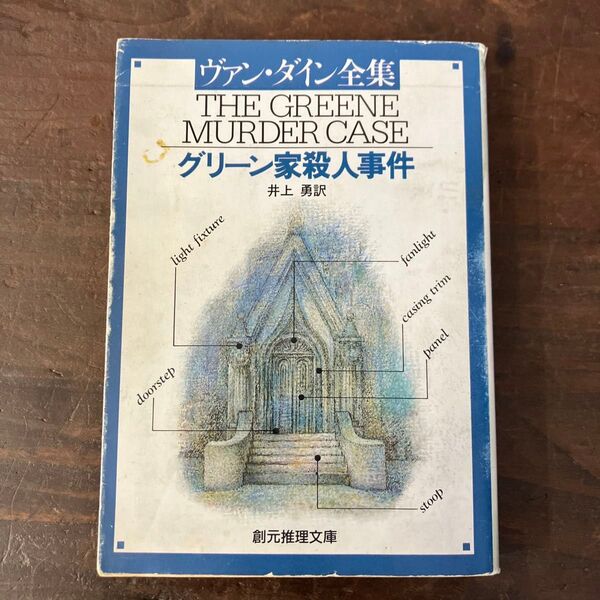 ヴァン・ダイン全集
THE GREENE
MURDER CASE
グリーン家殺人事件
井上 勇訳
light fixture
fanlight
casing trim
panel
doorstep
stoop
創元推理文庫